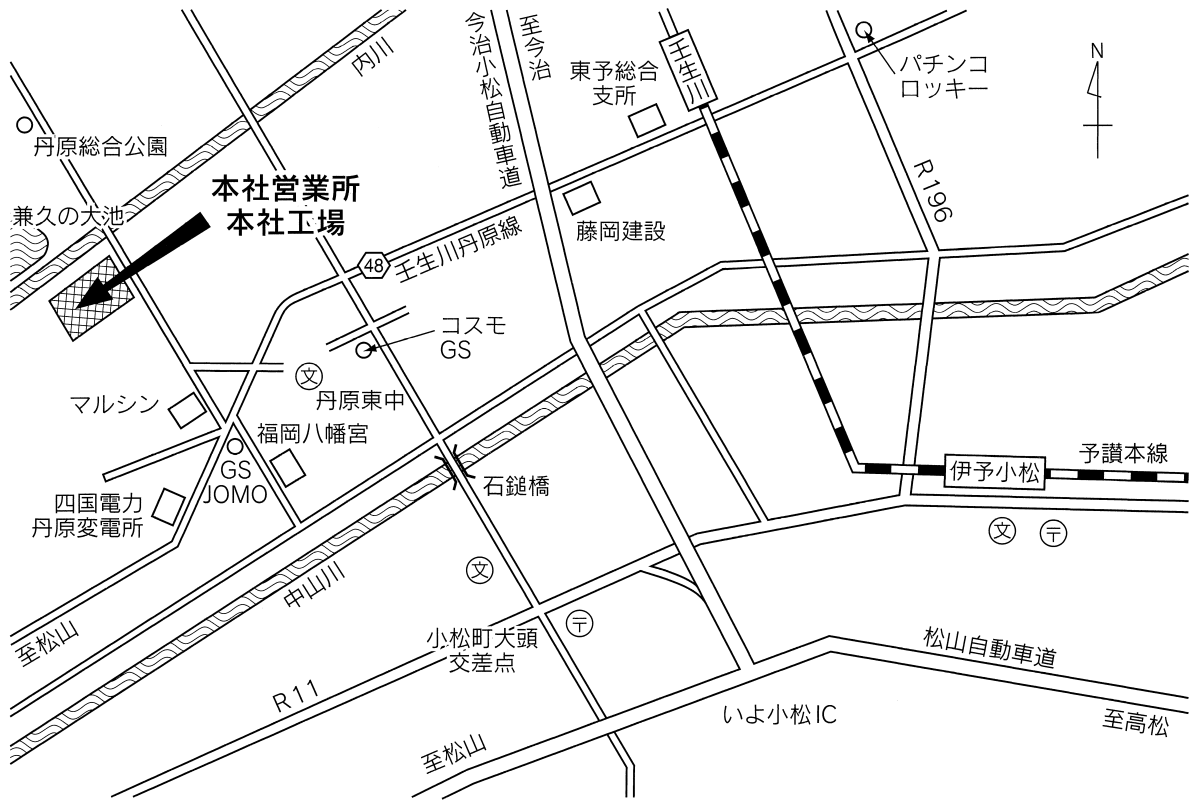 内川
今治小松自動車道
至今治
壬生川
東予総合
支所
パチンコ
ロッキー
N
丹原総合公園
本社営業所
本社工場
兼久の大池
R196
藤岡建設
48
壬生川丹原線
コスモ
GS
文
丹原東中
マルシン
福岡八幡宮
GS
JOMO
四国電力
丹原変電所
石鎚橋
予讃本線
伊予小松
文
〒
文
中山川
至松山
〒
小松町大頭
交差点
松山自動車道
R11
いよ小松IC
至高松
至松山